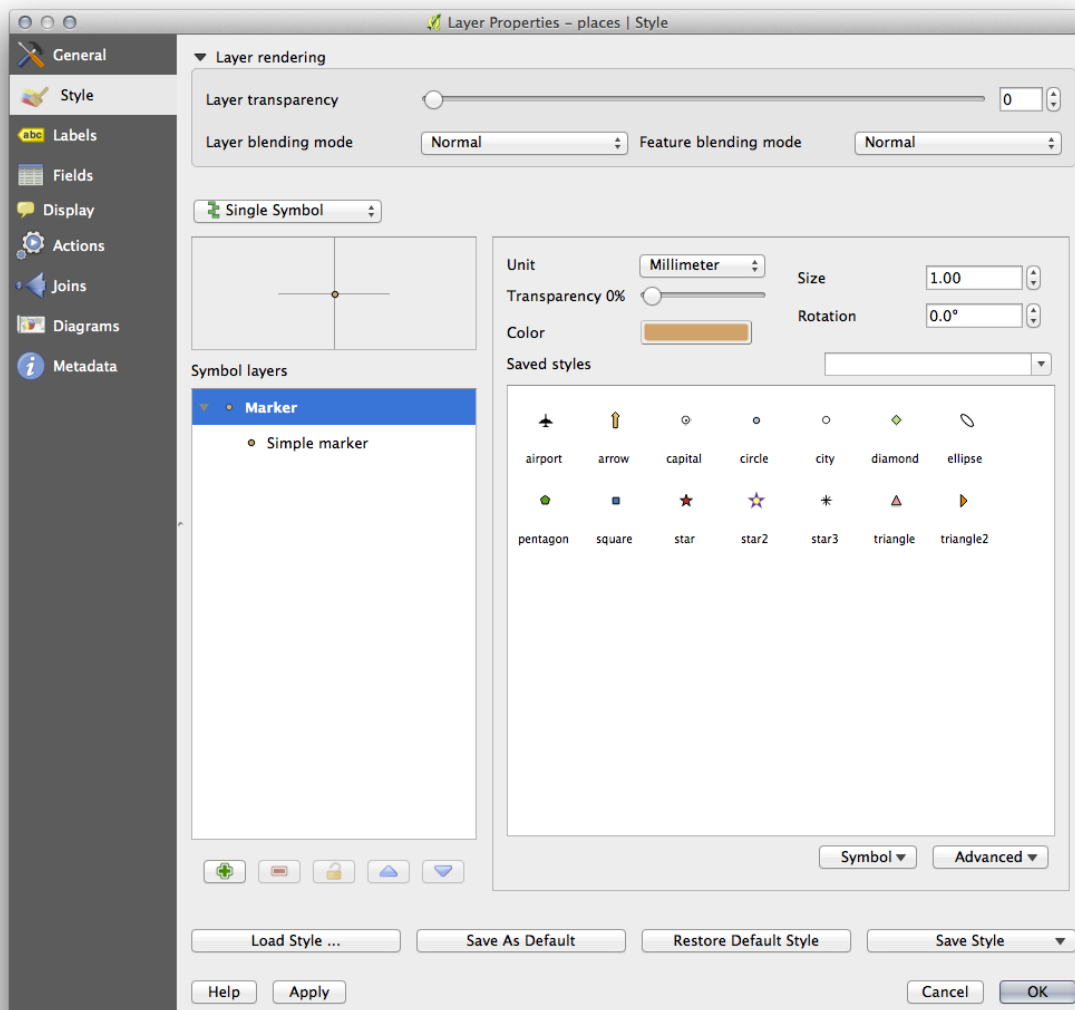 Layer Properties – places | Style
General
Style
abc Labels
Fields
Display
Actions
Joins
Diagrams
Metadata
Layer rendering
Layer transparency 0
Layer blending mode Normal Feature blending mode Normal
Single Symbol
Symbol layers
Marker
Simple marker
Unit Millimeter
Transparency 0%
Color
Size 1.00
Rotation 0.0°
Saved styles
airport arrow capital circle city diamond ellipse
pentagon square star star2 star3 triangle triangle2
Symbol Advanced
Load Style ... Save As Default Restore Default Style Save Style
Help Apply Cancel OK